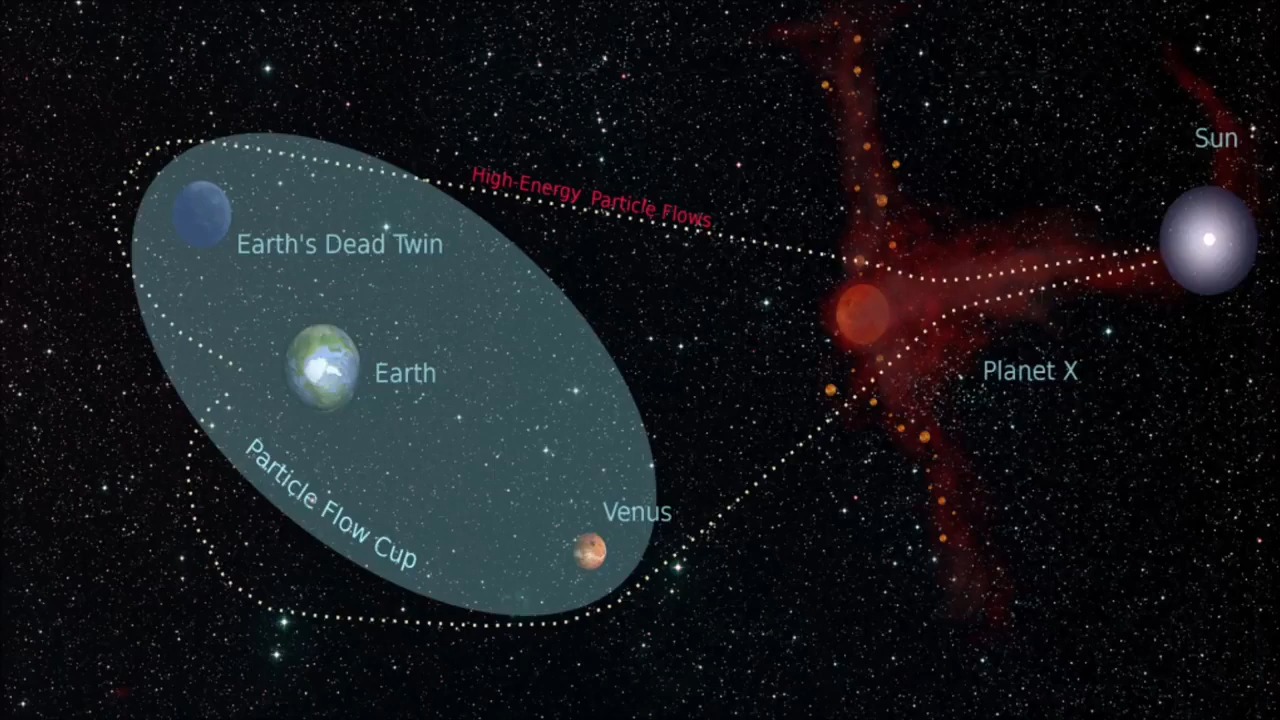 Sun
High-Energy Particle Flows
Earth's Dead Twin
Earth
Planet X
Particle Flow Cup
Venus